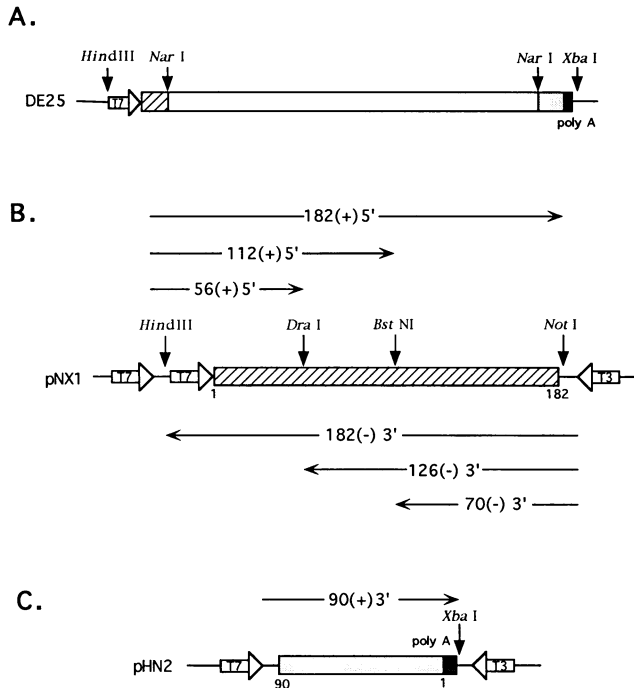 A.
HindIII Nar I Nar I Xba I
DE25 T7
poly A
B.
182(+)5'
112(+)5'
56(+)5'
HindIII Dra I Bst NI Not I
pNX1 T7 T7 T3
1 182
182(-) 3'
126(-) 3'
70(-) 3'
C.
90(+)3'
Xba I
poly A
pHN2 T7 T3
90 1